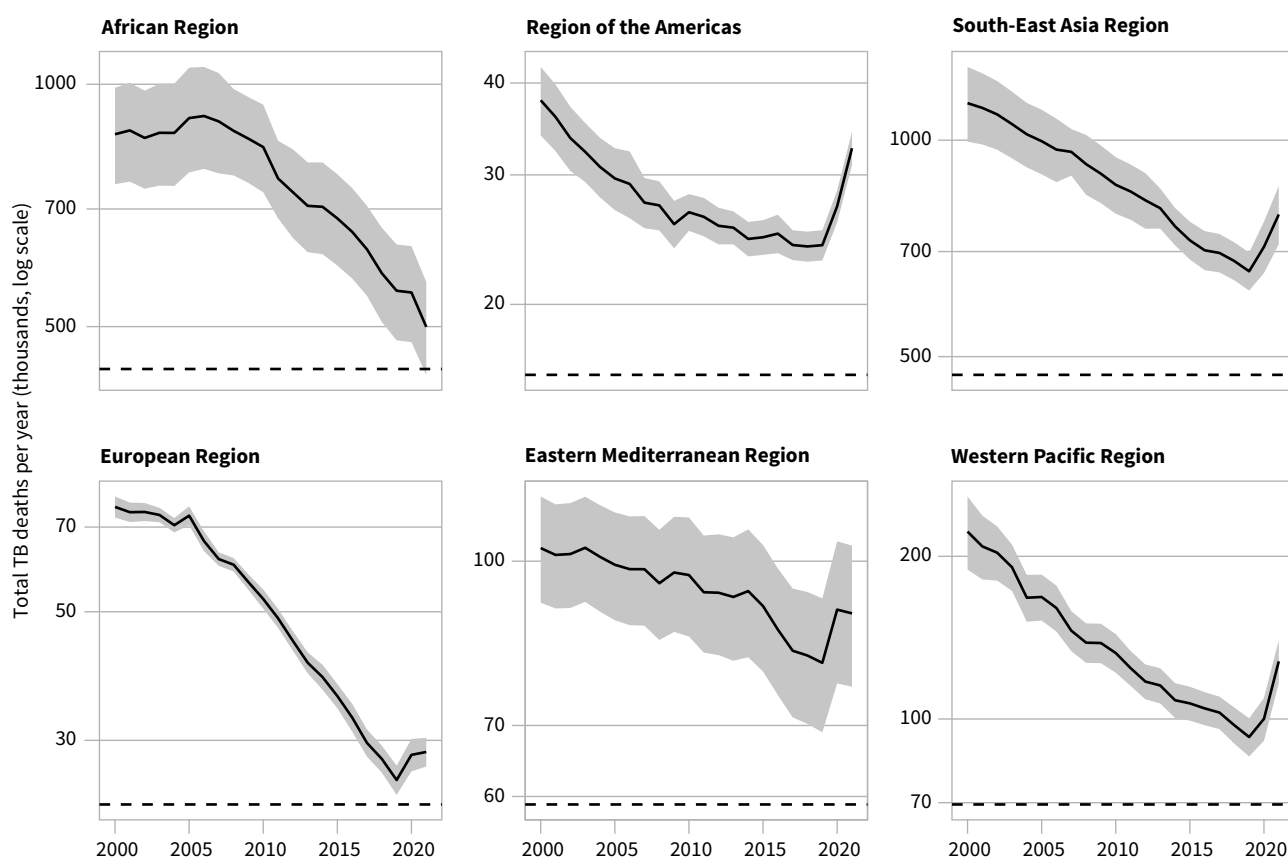 African Region
Region of the Americas
South-East Asia Region
1000
700
500
40
30
20
1000
700
500
Total TB deaths per year (thousands, log scale)
European Region
Eastern Mediterranean Region
Western Pacific Region
70
50
30
100
70
60
200
100
70
2000 2005 2010 2015 2020
2000 2005 2010 2015 2020
2000 2005 2010 2015 2020